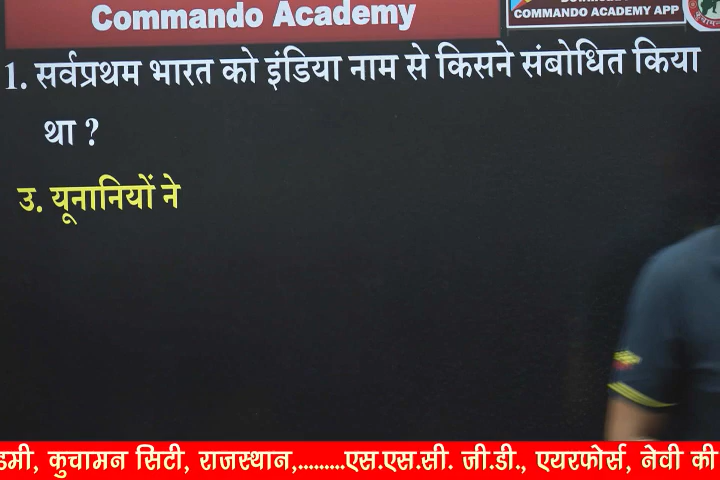 Commando Academy
COMMANDO ACADEMY APP
1. सर्वप्रथम भारत को इंडिया नाम से किसने संबोधित किया
था ?
उ. यूनानियों ने
डमी, कुचामन सिटी, राजस्थान,.........एस.एस.सी. जी.डी., एयरफोर्स, नेवी की